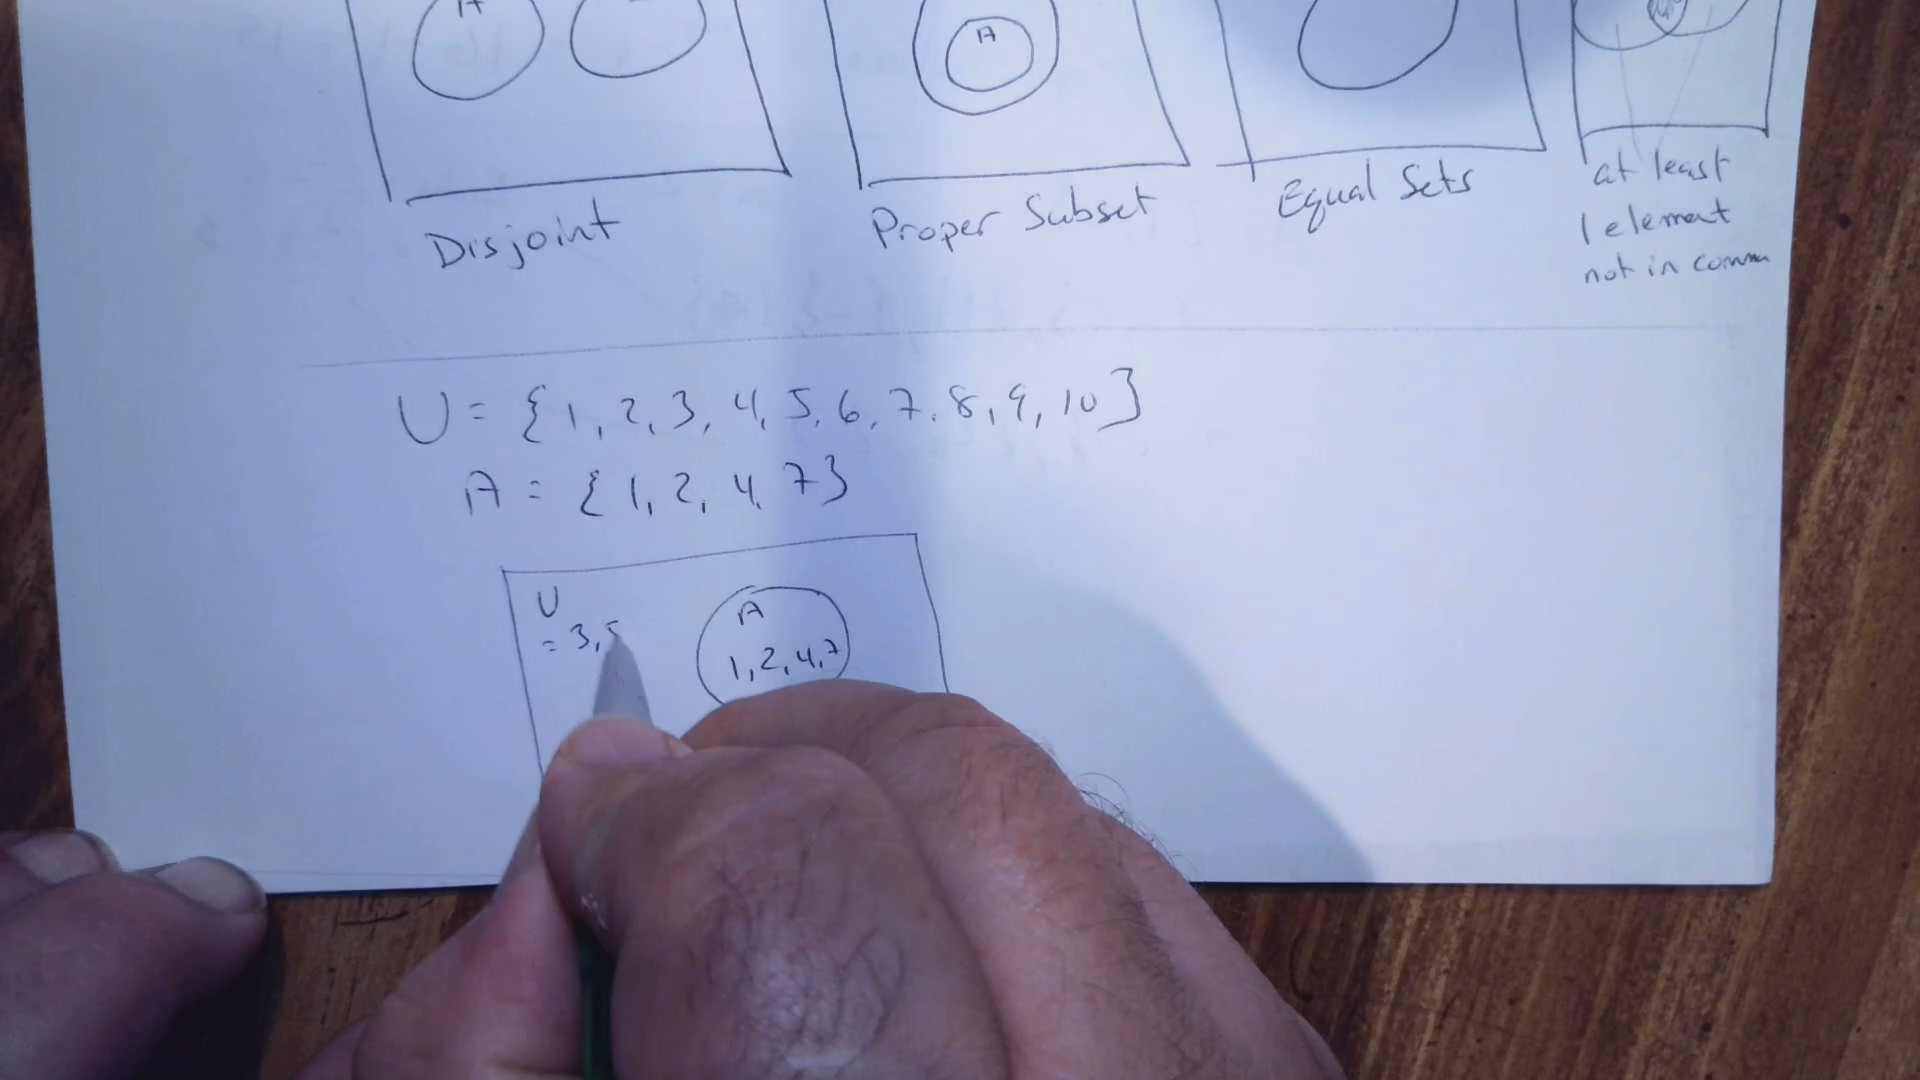 A
A
Disjoint
Proper Subset
Equal Sets
at least
1 element
not in comm
U = {1, 2, 3, 4, 5, 6, 7, 8, 9, 10}
A = {1, 2, 4, 7}
U
= 3, 5
A
1, 2, 4, 7